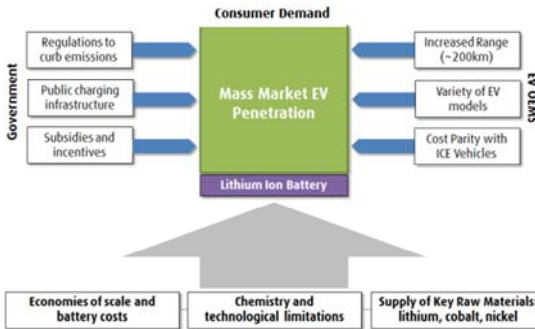 Consumer Demand
Government
Regulations to
curb emissions
Public charging
infrastructure
Subsidies and
incentives
Mass Market EV
Penetration
Lithium Ion Battery
Increased Range
(~200km)
Variety of EV
models
Cost Parity with
ICE Vehicles
EV OEMS
Economies of scale and
battery costs
Chemistry and
technological limitations
Supply of Key Raw Materials:
lithium, cobalt, nickel